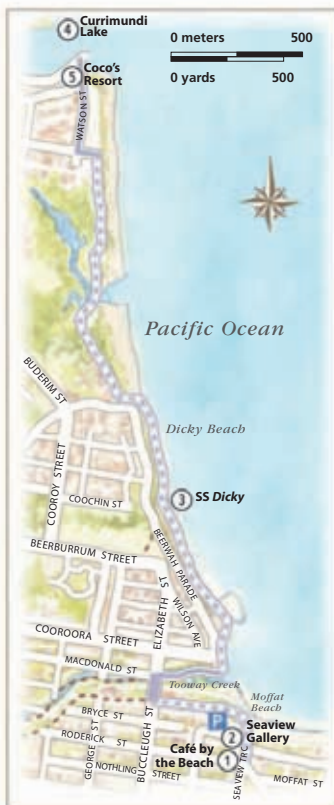 4 Currimundi
Lake
0 meters 500
0 yards 500
5 Coco's
Resort
WATSON ST
Pacific Ocean
BUDERIM ST
Dicky Beach
COOROY STREET
3 SS Dicky
COOCHIN ST
BEERWAH PARADE
BEERBURRUM STREET
ELIZABETH ST
WILSON AVE
COOROORA STREET
MACDONALD ST
Tooway Creek
Moffat
Beach
BRYCE ST
P
Seaview
Gallery
2
RODERICK ST
GEORGE ST
BUCCLEUGH ST
Café by
the Beach 1
NOTHLING STREET
SEAVIEW TRC
MOFFAT ST